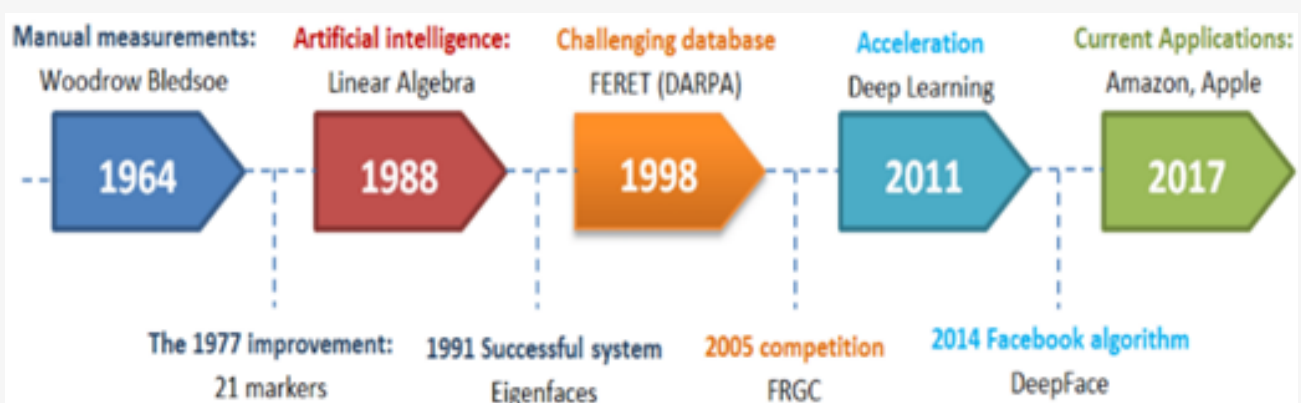 Manual measurements:
Woodrow Bledsoe
Artificial intelligence:
Linear Algebra
Challenging database
FERET (DARPA)
Acceleration
Deep Learning
Current Applications:
Amazon, Apple
1964
1988
1998
2011
2017
The 1977 improvement:
21 markers
1991 Successful system
Eigenfaces
2005 competition
FRGC
2014 Facebook algorithm
DeepFace